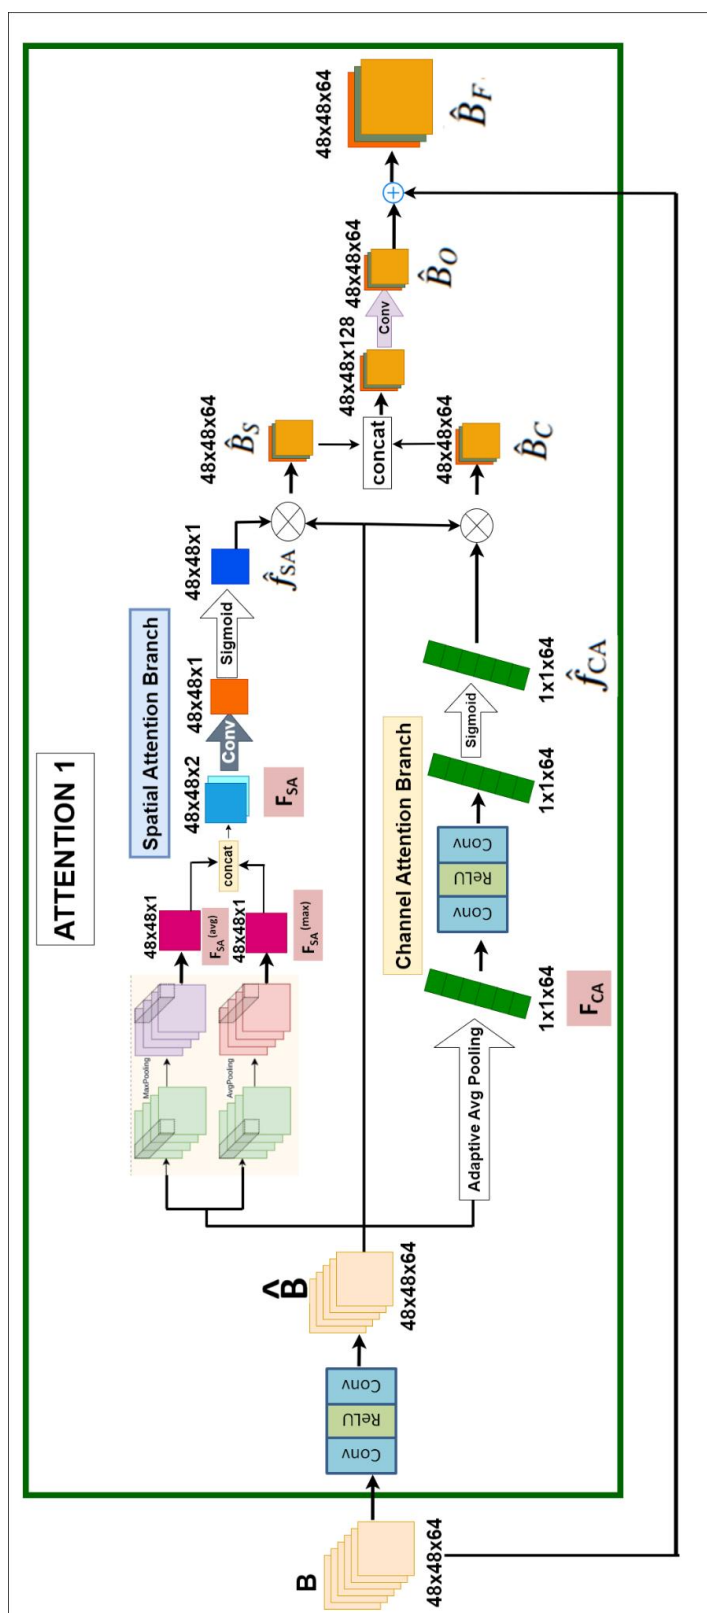 ATTENTION 1
Spatial Attention Branch
Channel Attention Branch
B
48x48x64
Conv
ReLU
Conv
B̂
48x48x64
MaxPooling
AvgPooling
48x48x1
F_SA^(avg)
48x48x1
F_SA^(max)
concat
48x48x2
F_SA
Conv
48x48x1
Sigmoid
48x48x1
f̂_SA
Adaptive Avg Pooling
1x1x64
F_CA
Conv
ReLU
Conv
1x1x64
Sigmoid
1x1x64
f̂_CA
48x48x64
B̂_S
48x48x64
B̂_C
concat
48x48x128
Conv
48x48x64
B̂_O
48x48x64
B̂_F